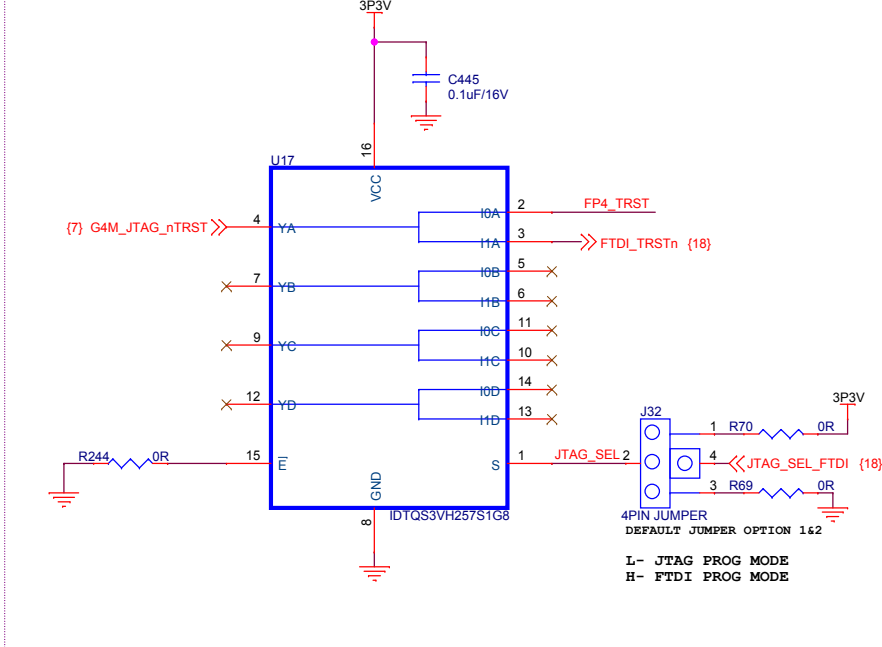 3P3V
C445
0.1uF/16V
16
U17
VCC
{7} G4M_JTAG_nTRST
4
YA
I0A
2
FP4_TRST
I1A
3
FTDI_TRSTn {18}
7
YB
I0B
5
I1B
6
9
YC
I0C
11
I1C
10
12
YD
I0D
14
I1D
13
R244
0R
15
E
S
1
JTAG_SEL
2
J32
3P3V
1
R70
0R
4
JTAG_SEL_FTDI {18}
3
R69
0R
GND
8
IDTQS3VH257S1G8
4PIN JUMPER
DEFAULT JUMPER OPTION 1&2
L- JTAG PROG MODE
H- FTDI PROG MODE